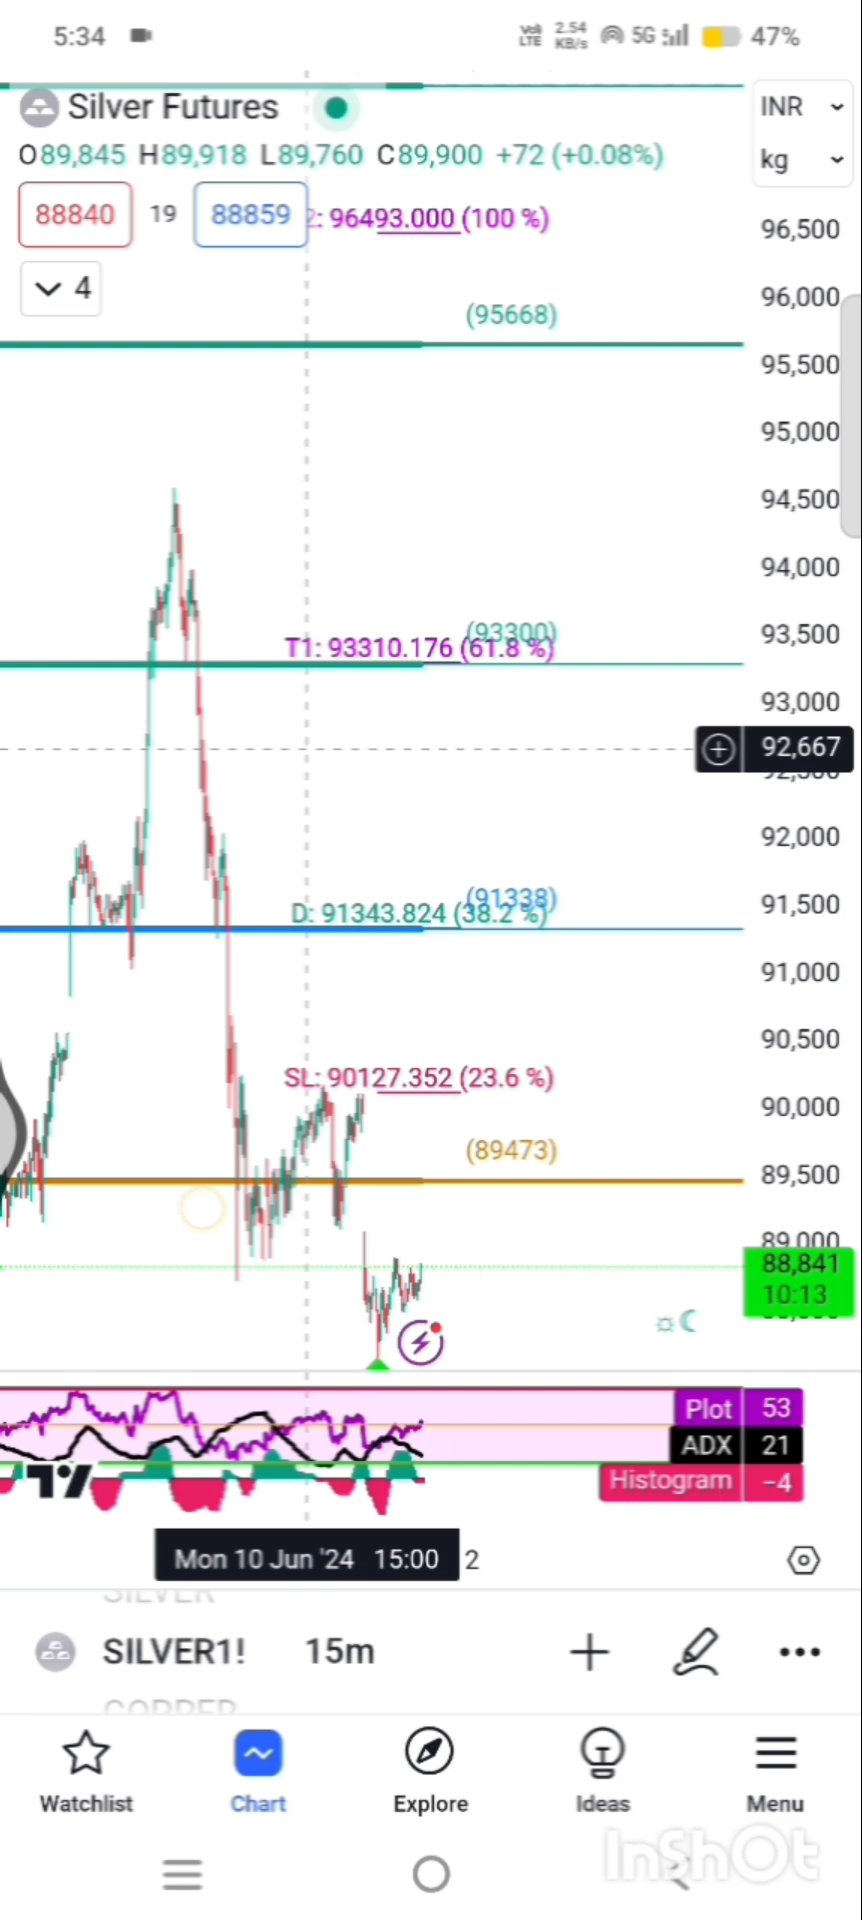 5:34 Vo) LTE 2.54 KB/s 5G 47%
Silver Futures INR
O89,845 H89,918 L89,760 C89,900 +72 (+0.08%) kg
88840 19 88859 2: 96493.000 (100 %)
96,500
4
96,000
(95668)
95,500
95,000
94,500
94,000
(93300)
93,500
T1: 93310.176 (61.8 %)
93,000
92,667
92,000
(91338)
91,500
D: 91343.824 (38.2 %)
91,000
90,500
SL: 90127.352 (23.6 %)
90,000
(89473)
89,500
89,000
88,841
10:13
Plot 53
ADX 21
Histogram −4
Mon 10 Jun '24 15:00 2
SILVER
SILVER1! 15m
COPPER
Watchlist Chart Explore Ideas Menu
InShOt